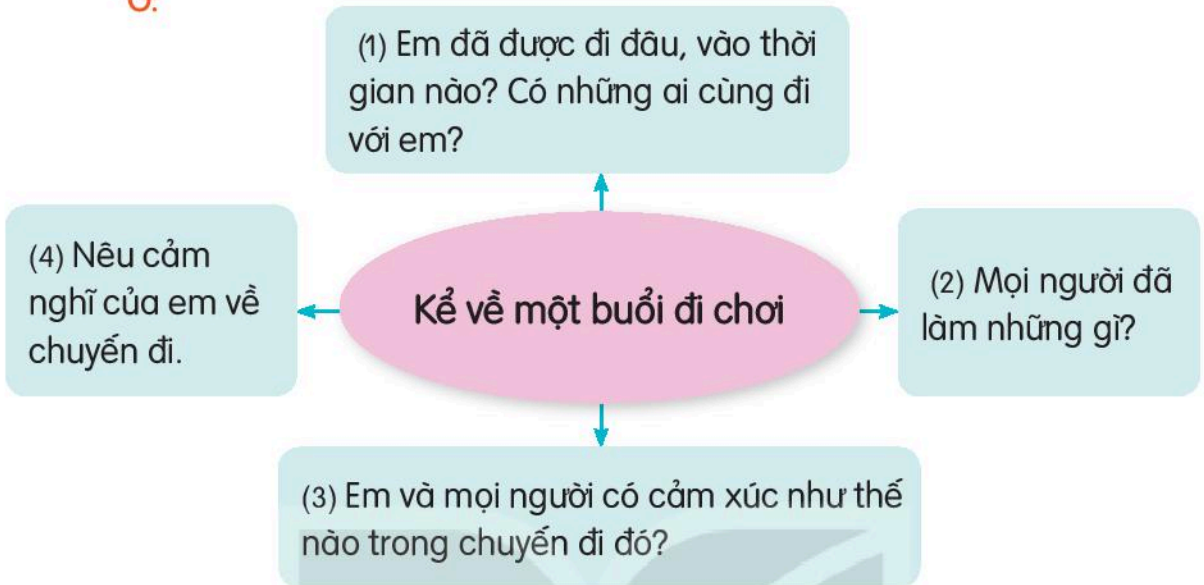 (1) Em đã được đi đâu, vào thời
gian nào? Có những ai cùng đi
với em?
(4) Nêu cảm
nghĩ của em về
chuyến đi.
Kể về một buổi đi chơi
(2) Mọi người đã
làm những gì?
(3) Em và mọi người có cảm xúc như thế
nào trong chuyến đi đó?